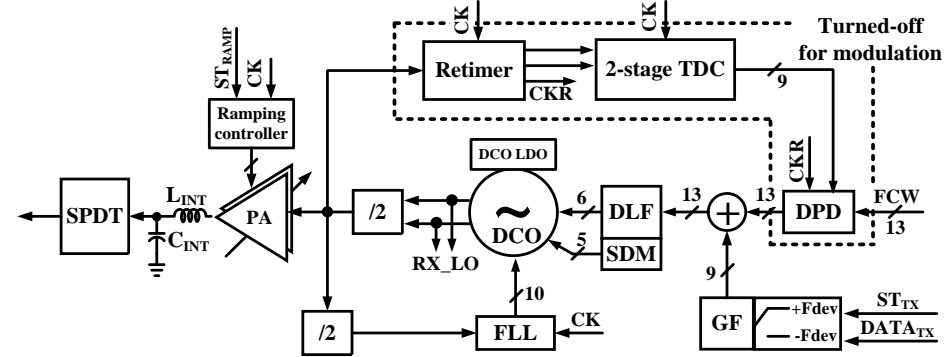 CK
CK
Turned-off
for modulation
ST_RAMP
CK
Retimer
2-stage TDC
CKR
9
Ramping
controller
DCO LDO
CKR
L_INT
SPDT
PA
/2
~
DCO
6
DLF
13
+
13
DPD
FCW
13
C_INT
RX_LO
5
SDM
10
9
/2
FLL
CK
GF
+Fdev
-Fdev
ST_TX
DATA_TX